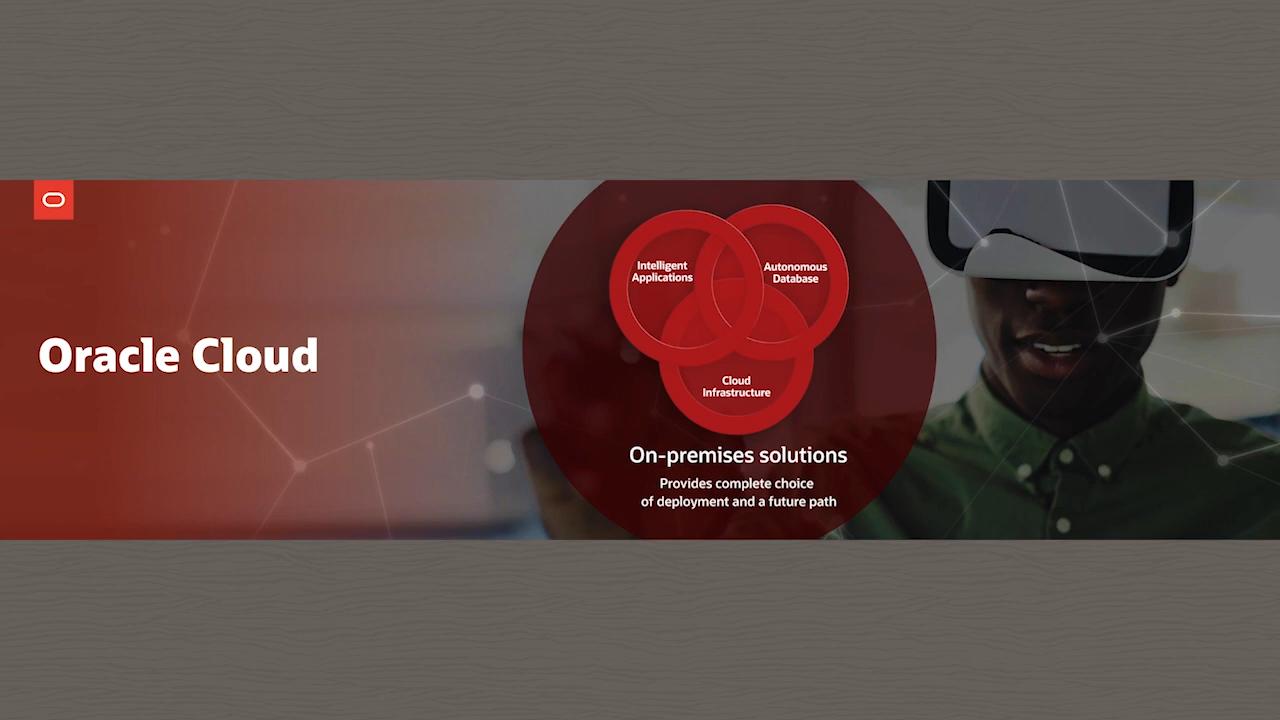 Oracle Cloud
Intelligent
Applications
Autonomous
Database
Cloud
Infrastructure
On-premises solutions
Provides complete choice
of deployment and a future path